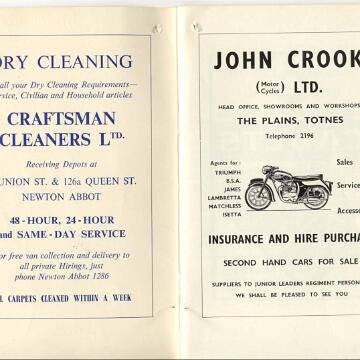 DRY CLEANING
all your Dry Cleaning Requirements—
Service, Civilian and Household articles
CRAFTSMAN
CLEANERS LTD.
Receiving Depots at
UNION ST. & 126a QUEEN ST.
NEWTON ABBOT
48-HOUR, 24-HOUR
and SAME-DAY SERVICE
For free van collection and delivery to
all private Hirings, just
phone Newton Abbot 1286
CARPETS CLEANED WITHIN A WEEK
JOHN CROOK
(Motor Cycles) LTD.
HEAD OFFICE, SHOWROOMS AND WORKSHOPS
THE PLAINS, TOTNES
Telephone 2196
Agents for:
TRIUMPH
B.S.A.
JAMES
LAMBRETTA
MATCHLESS
ISETTA
Sales
Service
Accesso
INSURANCE AND HIRE PURCHA
SECOND HAND CARS FOR SALE
SUPPLIERS TO JUNIOR LEADERS REGIMENT PERSON
WE SHALL BE PLEASED TO SEE YOU